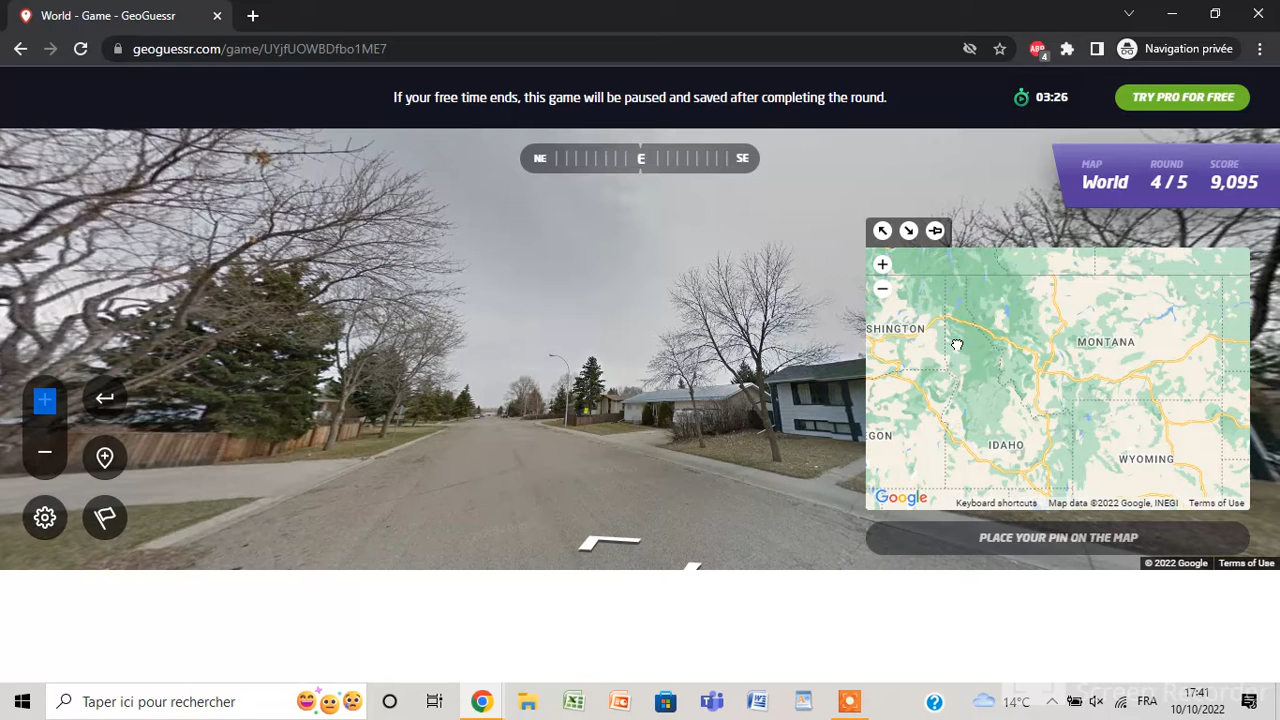 World - Game - GeoGuessr
geoguessr.com/game/UYjfUOWBDfbo1ME7
ABP
4
Navigation privée
If your free time ends, this game will be paused and saved after completing the round.
03:26
TRY PRO FOR FREE
NE
E
SE
MAP
World
ROUND
4 / 5
SCORE
9,095
SHINGTON
MONTANA
GON
IDAHO
WYOMING
Google
Keyboard shortcuts
Map data ©2022 Google, INEGI
Terms of Use
PLACE YOUR PIN ON THE MAP
© 2022 Google
Terms of Use
Taper ici pour rechercher
14°C
FRA
17:41
10/10/2022
Screen Recorder